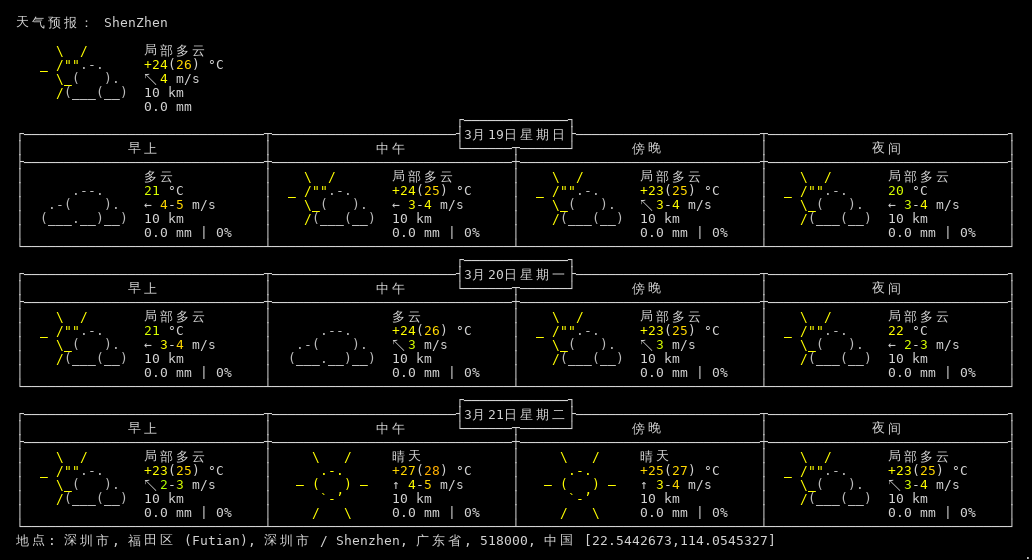 天气预报： ShenZhen
局部多云
+24(26) °C
↖ 4 m/s
10 km
0.0 mm
3月19日星期日
早上 中午 傍晚 夜间
多云 局部多云 局部多云 局部多云
21 °C +24(25) °C +23(25) °C 20 °C
← 4-5 m/s ← 3-4 m/s ↖ 3-4 m/s ← 3-4 m/s
10 km 10 km 10 km 10 km
0.0 mm | 0% 0.0 mm | 0% 0.0 mm | 0% 0.0 mm | 0%
3月20日星期一
早上 中午 傍晚 夜间
局部多云 多云 局部多云 局部多云
21 °C +24(26) °C +23(25) °C 22 °C
← 3-4 m/s ↖ 3 m/s ↖ 3 m/s ← 2-3 m/s
10 km 10 km 10 km 10 km
0.0 mm | 0% 0.0 mm | 0% 0.0 mm | 0% 0.0 mm | 0%
3月21日星期二
早上 中午 傍晚 夜间
局部多云 晴天 晴天 局部多云
+23(25) °C +27(28) °C +25(27) °C +23(25) °C
↖ 2-3 m/s ↑ 4-5 m/s ↑ 3-4 m/s ↖ 3-4 m/s
10 km 10 km 10 km 10 km
0.0 mm | 0% 0.0 mm | 0% 0.0 mm | 0% 0.0 mm | 0%
地点: 深圳市, 福田区 (Futian), 深圳市 / Shenzhen, 广东省, 518000, 中国 [22.5442673,114.0545327]